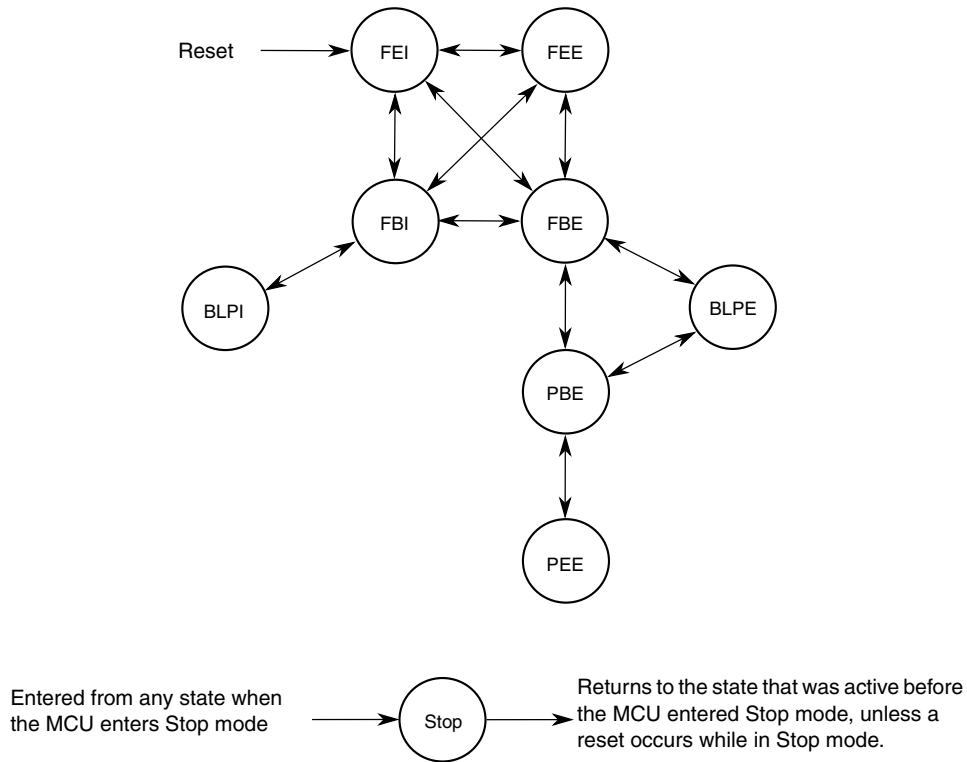 Reset
FEI
FEE
FBI
FBE
BLPI
BLPE
PBE
PEE
Entered from any state when
the MCU enters Stop mode
Stop
Returns to the state that was active before
the MCU entered Stop mode, unless a
reset occurs while in Stop mode.